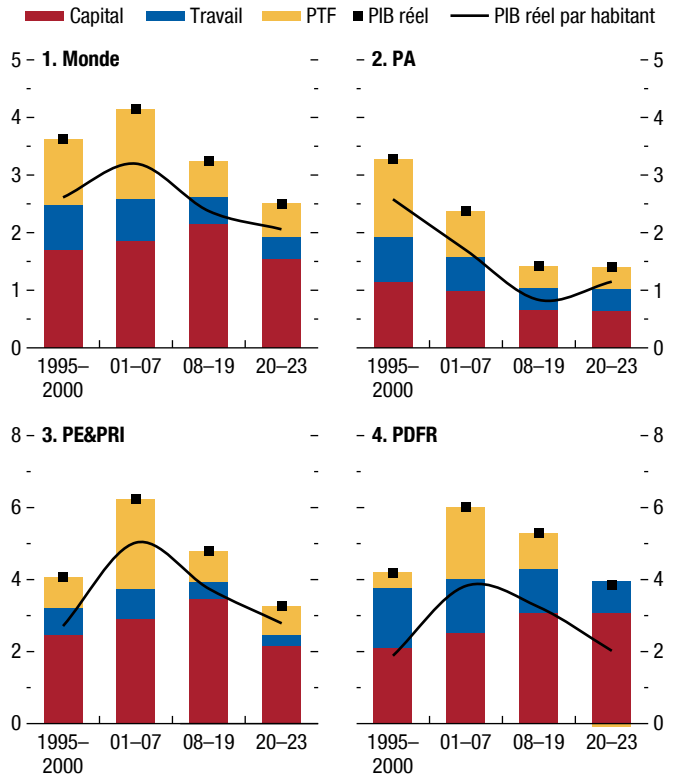 Capital Travail PTF PIB réel PIB réel par habitant
5 – 1. Monde – – 2. PA – 5
4 – – – – 4
3 – – – – 3
2 – – – – 2
1 – – – – 1
0 0
1995– 01–07 08–19 20–23 1995– 01–07 08–19 20–23
2000 2000
8 – 3. PE&PRI – – 4. PDFR – 8
6 – – – – 6
4 – – – – 4
2 – – – – 2
0 0
1995– 01–07 08–19 20–23 1995– 01–07 08–19 20–23
2000 2000